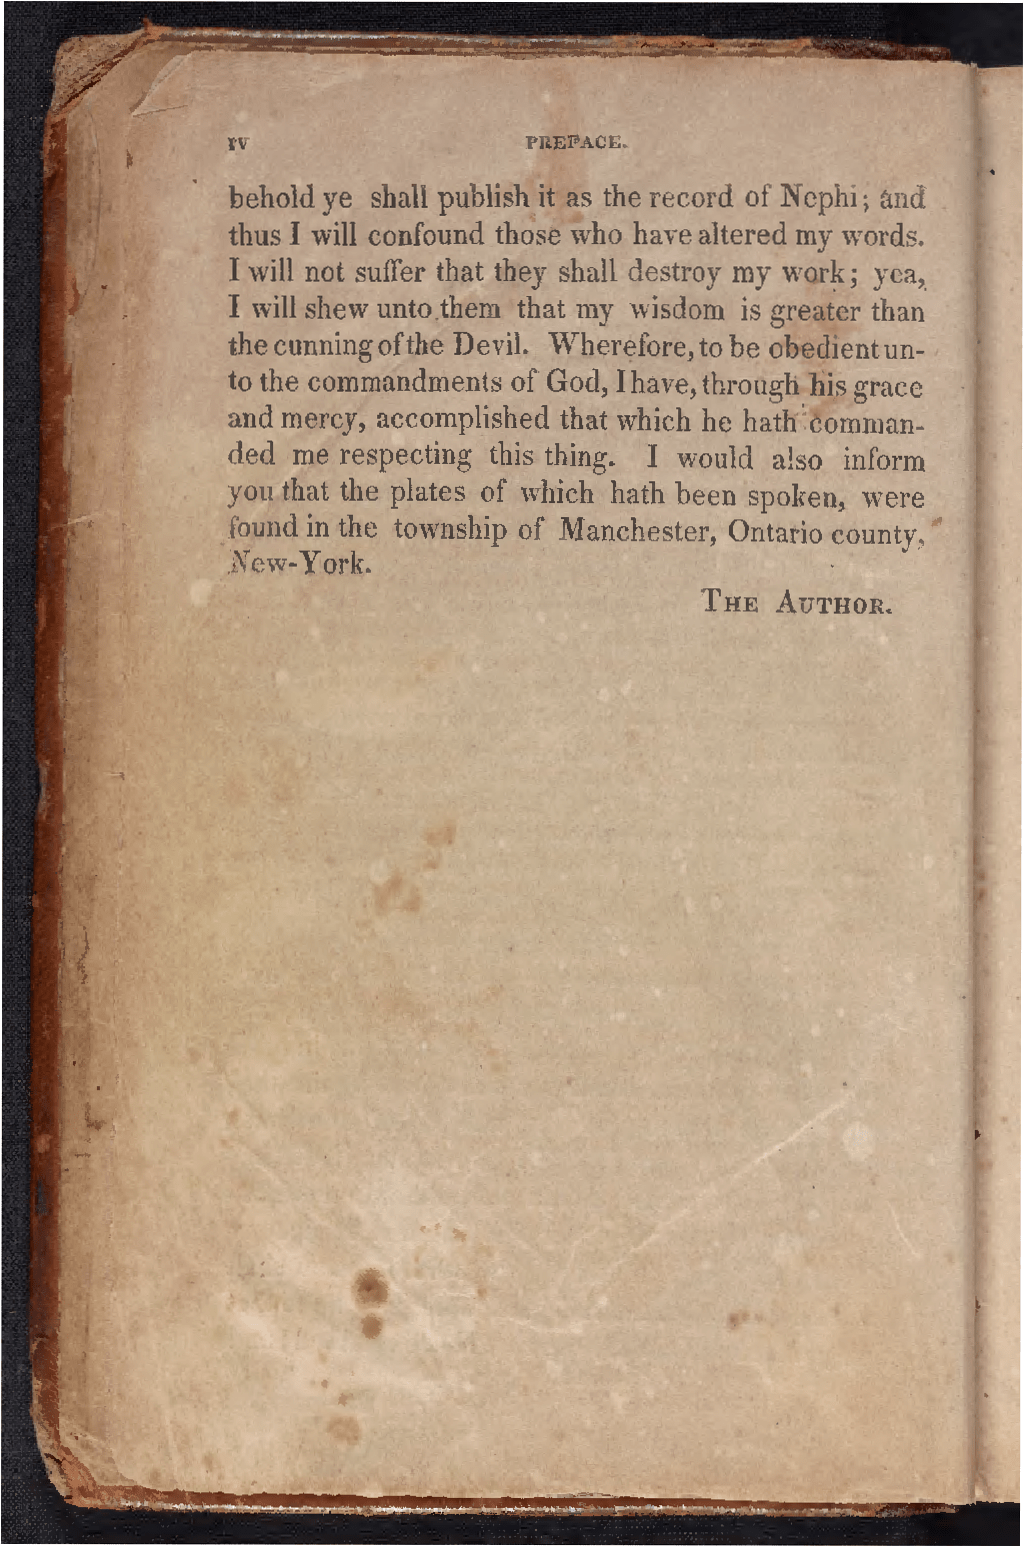 IV PREFACE.
behold ye shall publish it as the record of Nephi; and
thus I will confound those who have altered my words.
I will not suffer that they shall destroy my work; yea,
I will shew unto them that my wisdom is greater than
the cunning of the Devil. Wherefore, to be obedient un-
to the commandments of God, I have, through his grace
and mercy, accomplished that which he hath comman-
ded me respecting this thing. I would also inform
you that the plates of which hath been spoken, were
found in the township of Manchester, Ontario county,
New-York.
THE AUTHOR.